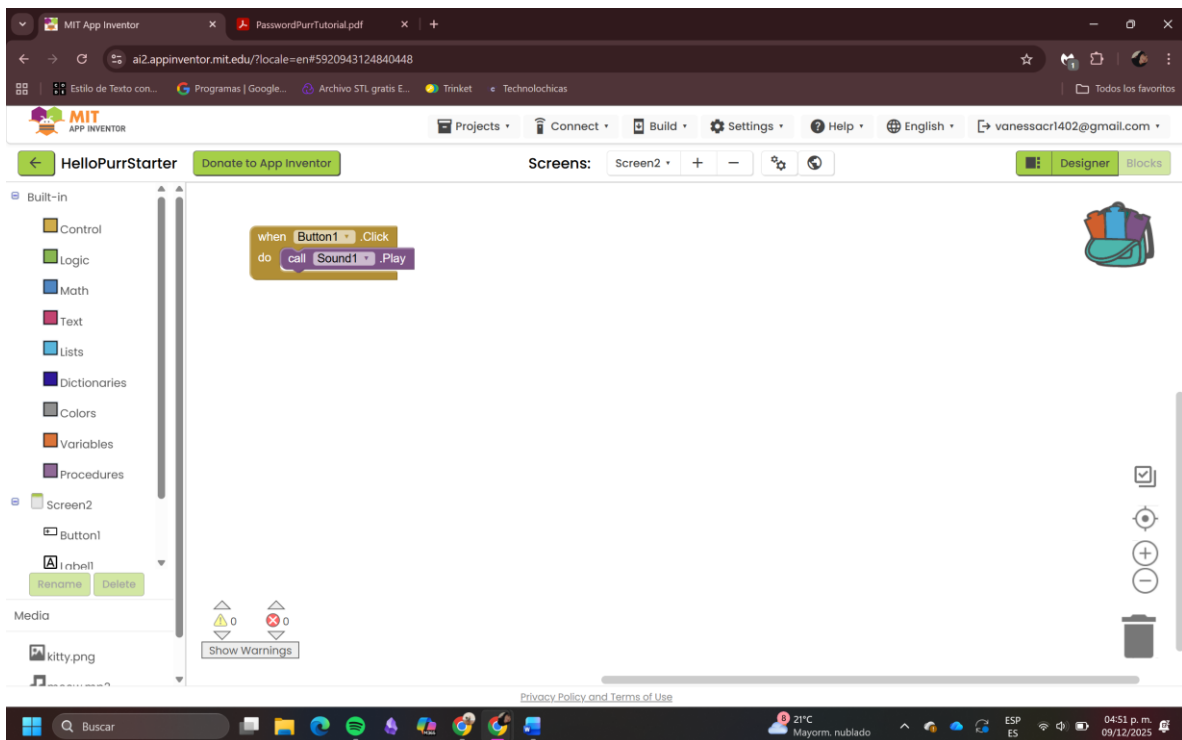 MIT App Inventor
PasswordPurrTutorial.pdf
ai2.appinventor.mit.edu/?locale=en#5920943124840448
Estilo de Texto con...
Programas | Google...
Archivo STL gratis E...
Trinket
Technolochicas
Todos los favoritos
MIT
APP INVENTOR
Projects
Connect
Build
Settings
Help
English
vanessacr1402@gmail.com
HelloPurrStarter
Donate to App Inventor
Screens:
Screen2
Designer
Blocks
Built-in
Control
Logic
Math
Text
Lists
Dictionaries
Colors
Variables
Procedures
Screen2
Button1
Label1
Rename
Delete
when Button1 .Click
do call Sound1 .Play
Media
kitty.png
0
0
Show Warnings
Privacy Policy and Terms of Use
Buscar
8
21°C
Mayorm. nublado
ESP
ES
04:51 p. m.
09/12/2025